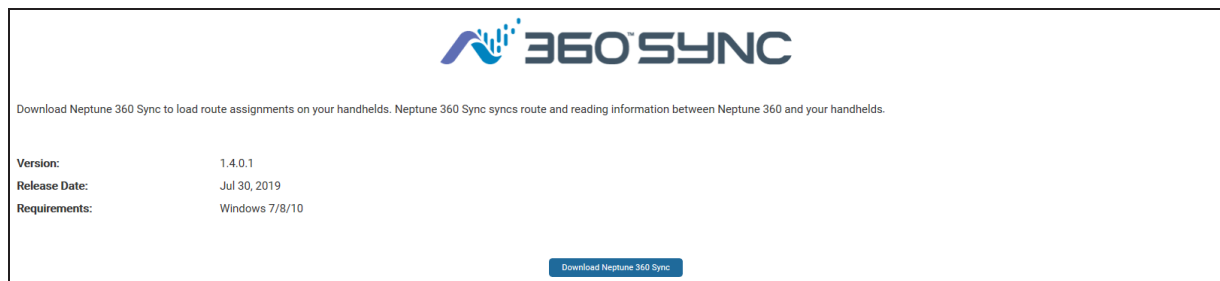 360™ SYNC
Download Neptune 360 Sync to load route assignments on your handhelds. Neptune 360 Sync syncs route and reading information between Neptune 360 and your handhelds.
Version: 1.4.0.1
Release Date: Jul 30, 2019
Requirements: Windows 7/8/10
Download Neptune 360 Sync